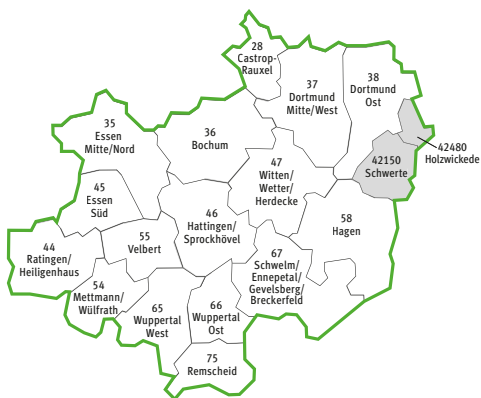 28
Castrop-
Rauxel
37
Dortmund
Mitte/West
38
Dortmund
Ost
35
Essen
Mitte/Nord
36
Bochum
42480
Holzwickede
42150
Schwerte
47
Witten/
Wetter/
Herdecke
45
Essen
Süd
46
Hattingen/
Sprockhövel
58
Hagen
44
Ratingen/
Heiligenhaus
55
Velbert
67
Schwelm/
Ennepetal/
Gevelsberg/
Breckerfeld
54
Mettmann/
Wülfrath
65
Wuppertal
West
66
Wuppertal
Ost
75
Remscheid